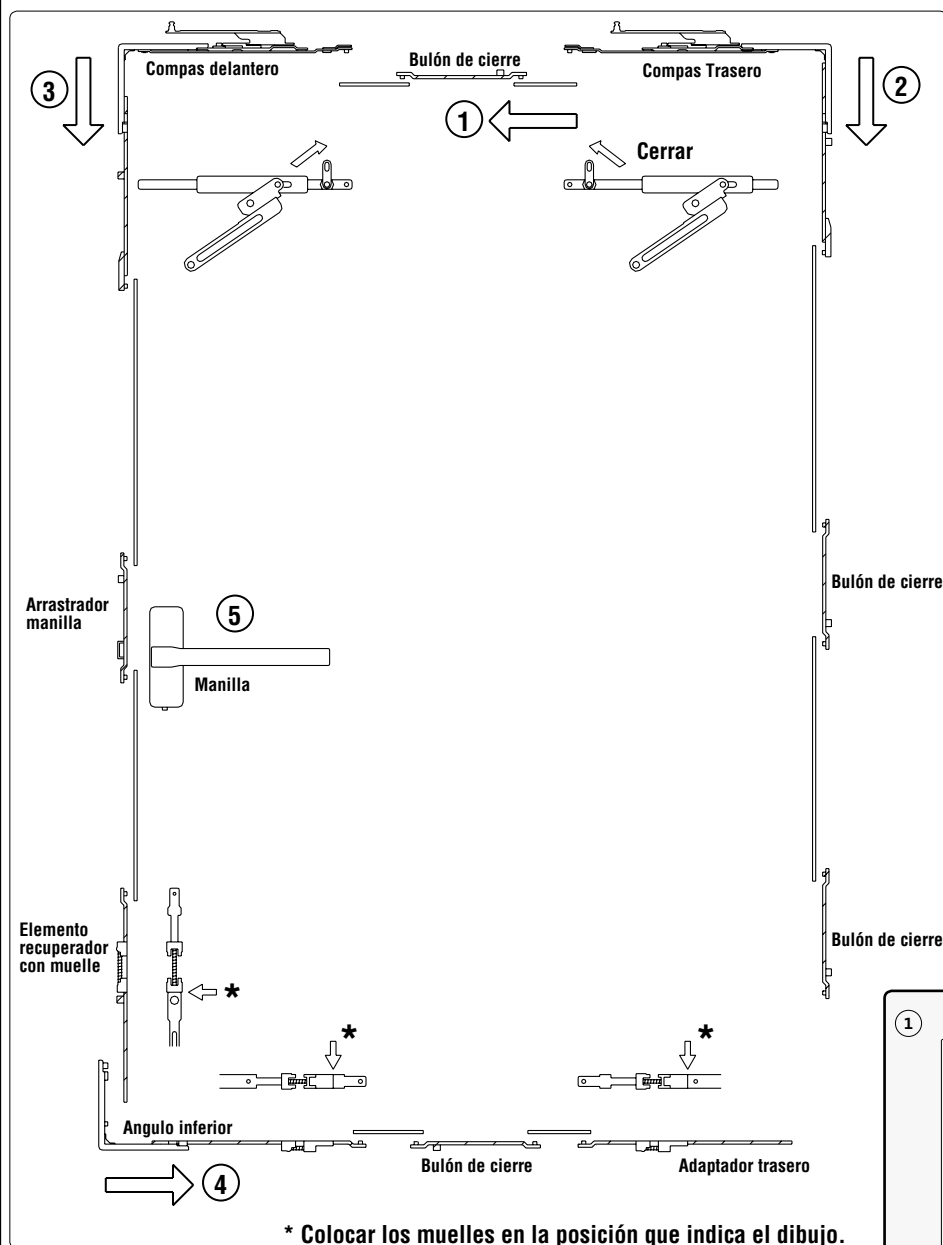 Compas delantero
Bulón de cierre
Compas Trasero
3
1
2
Cerrar
Bulón de cierre
Arrastrador
manilla
5
Manilla
Elemento
recuperador
con muelle
*
Bulón de cierre
1
*
*
Angulo inferior
Bulón de cierre
Adaptador trasero
4
* Colocar los muelles en la posición que indica el dibujo.